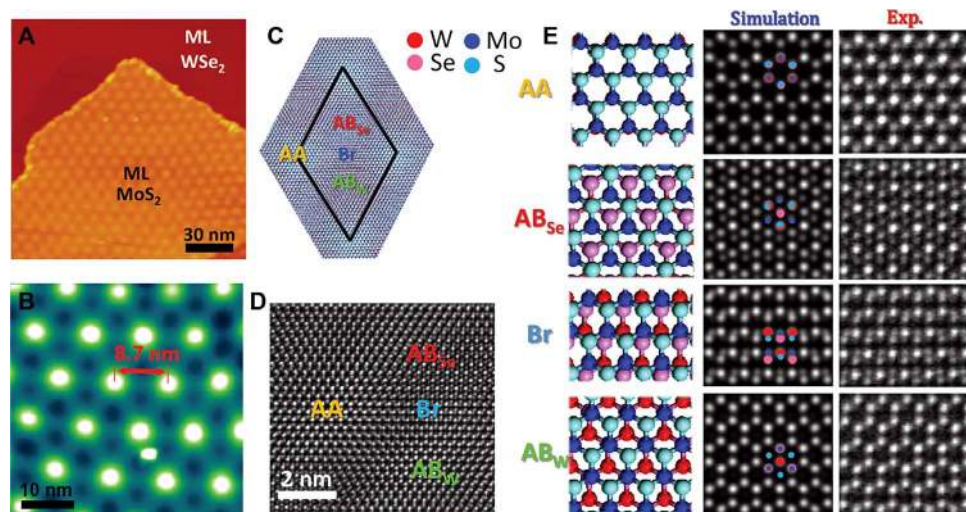 A
ML
WSe2
ML
MoS2
30 nm
B
8.7 nm
10 nm
C
W
Mo
Se
S
ABSe
AA
Br
ABW
D
ABSe
AA
Br
ABW
2 nm
E
Simulation
Exp.
AA
ABSe
Br
ABW